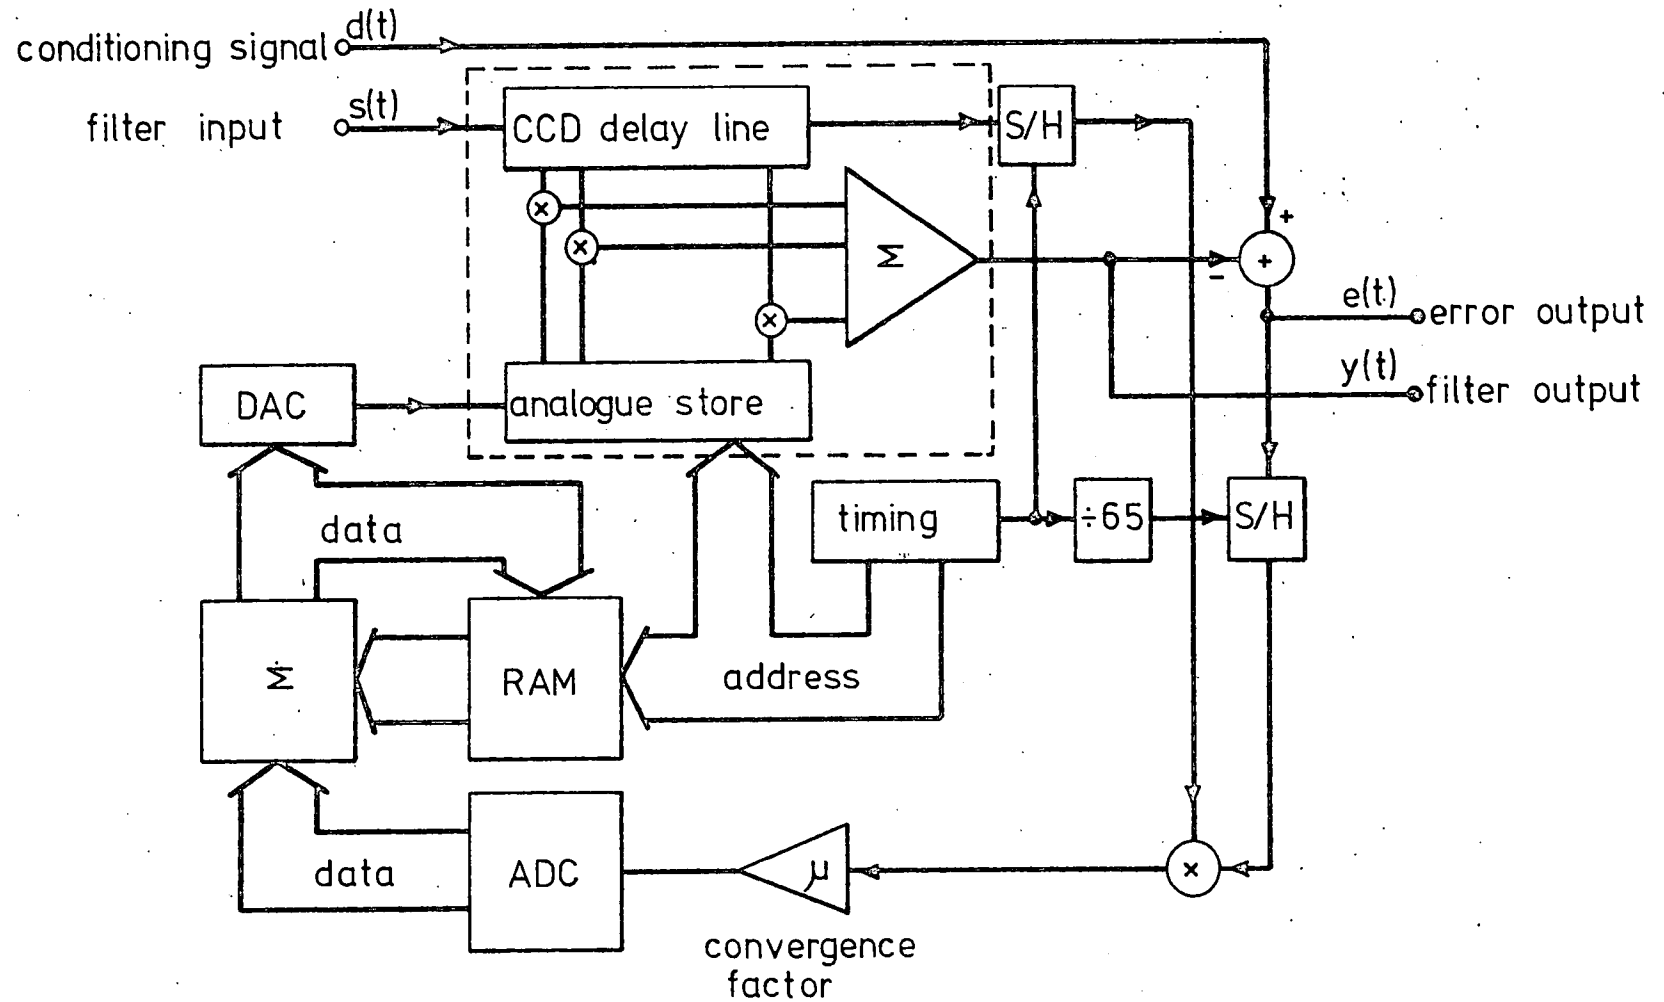 d(t)
conditioning signal
s(t)
filter input
CCD delay line
S/H
×
×
×
Σ
+
+
−
e(t)
error output
y(t)
filter output
DAC
analogue store
data
timing
÷65
S/H
Σ
RAM
address
data
ADC
μ
×
convergence
factor